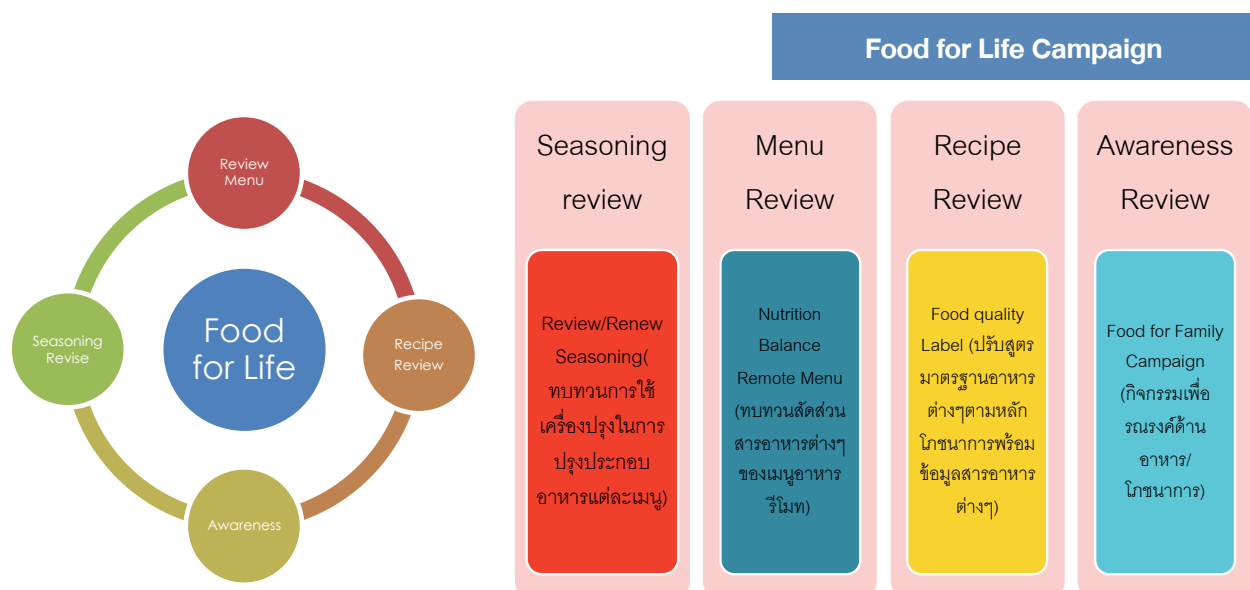 Food for Life Campaign
Review
Menu
Seasoning
Revise
Food
for Life
Recipe
Review
Awareness
Seasoning
review
Review/Renew
Seasoning(
ทบทวนการใช้
เครื่องปรุงในการ
ปรุงประกอบ
อาหารแต่ละเมนู)
Menu
Review
Nutrition
Balance
Remote Menu
(ทบทวนสัดส่วน
สารอาหารต่างๆ
ของเมนูอาหาร
รีโมท)
Recipe
Review
Food quality
Label (ปรับสูตร
มาตรฐานอาหาร
ต่างๆตามหลัก
โภชนาการพร้อม
ข้อมูลสารอาหาร
ต่างๆ)
Awareness
Review
Food for Family
Campaign
(กิจกรรมเพื่อ
รณรงค์ด้าน
อาหาร/
โภชนาการ)